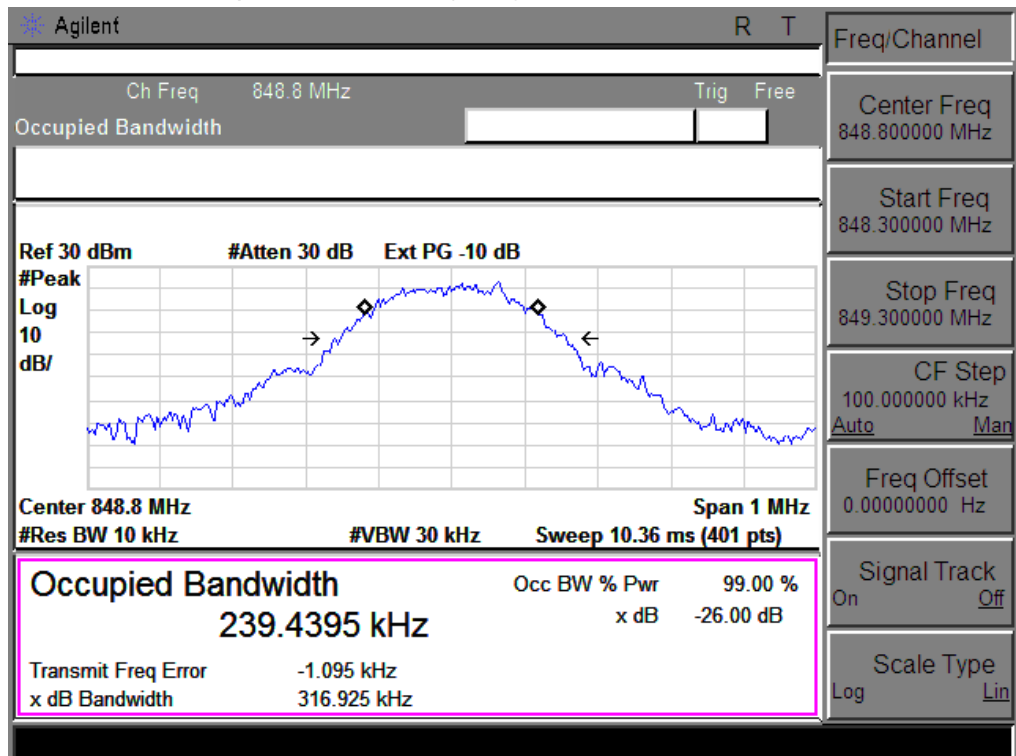 Agilent R T
Freq/Channel
Ch Freq 848.8 MHz Trig Free
Occupied Bandwidth
Center Freq
848.800000 MHz
Start Freq
848.300000 MHz
Ref 30 dBm #Atten 30 dB Ext PG -10 dB
#Peak
Log
10
dB/
Stop Freq
849.300000 MHz
CF Step
100.000000 kHz
Auto Man
Freq Offset
0.00000000 Hz
Center 848.8 MHz Span 1 MHz
#Res BW 10 kHz #VBW 30 kHz Sweep 10.36 ms (401 pts)
Occupied Bandwidth Occ BW % Pwr 99.00 %
239.4395 kHz x dB -26.00 dB
Transmit Freq Error -1.095 kHz
x dB Bandwidth 316.925 kHz
Signal Track
On Off
Scale Type
Log Lin